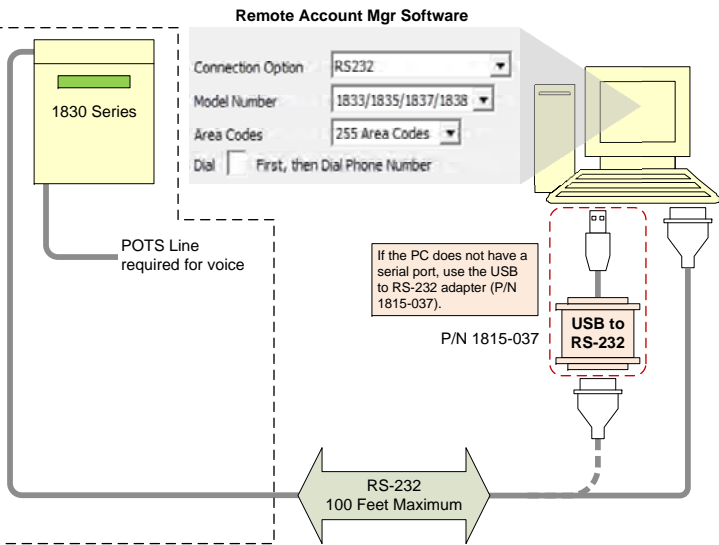 Remote Account Mgr Software
Connection Option RS232
Model Number 1833/1835/1837/1838
Area Codes 255 Area Codes
Dial First, then Dial Phone Number
1830 Series
POTS Line
required for voice
If the PC does not have a
serial port, use the USB
to RS-232 adapter (P/N
1815-037).
P/N 1815-037
USB to
RS-232
RS-232
100 Feet Maximum